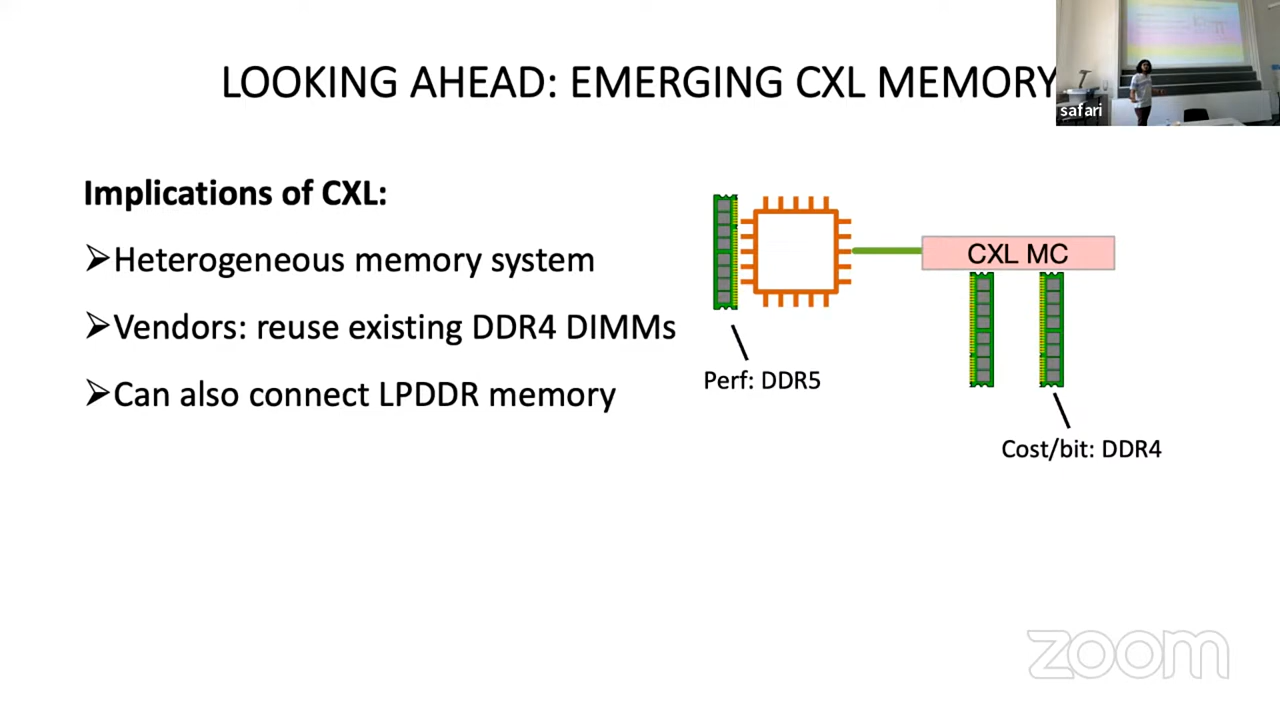 LOOKING AHEAD: EMERGING CXL MEMORY
safari
Implications of CXL:
Heterogeneous memory system
Vendors: reuse existing DDR4 DIMMs
Can also connect LPDDR memory
CXL MC
Perf: DDR5
Cost/bit: DDR4
zoom